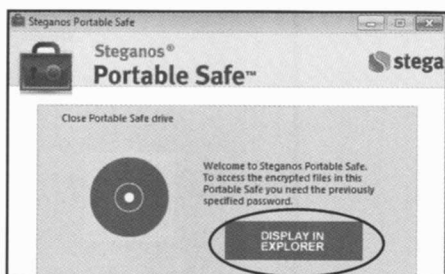 Steganos Portable Safe
Steganos®
Portable Safe™
stega
Close Portable Safe drive
Welcome to Steganos Portable Safe.
To access the encrypted files in this
Portable Safe you need the previously
specified password.
DISPLAY IN
EXPLORER